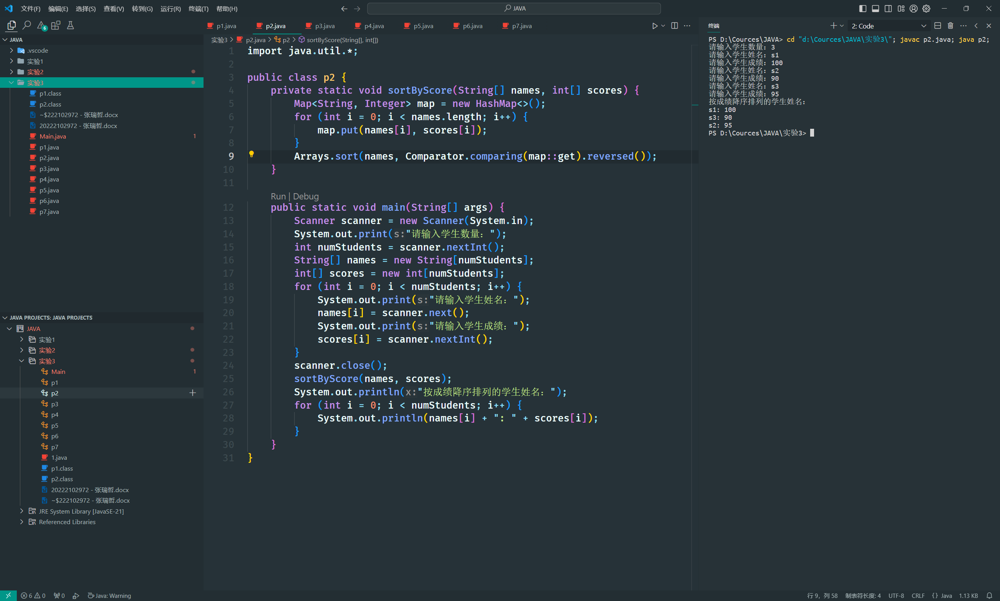 文件(F) 编辑(E) 选择(S) 查看(V) 转到(G) 运行(R) 终端(T) 帮助(H) JAVA
6
p1.java p2.java p3.java p4.java p5.java p6.java p7.java
JAVA
.vscode
实验1
实验2
实验3
p1.class
p2.class
~$222102972 - 张瑞哲.docx
20222102972 - 张瑞哲.docx
Main.java 1
p1.java
p2.java
p3.java
p4.java
p5.java
p6.java
p7.java
JAVA PROJECTS: JAVA PROJECTS
JAVA
实验1
实验2
实验3
Main 1
p1
p2
p3
p4
p5
p6
p7
1.java
p1.class
p2.class
20222102972 - 张瑞哲.docx
~$222102972 - 张瑞哲.docx
JRE System Library [JavaSE-21]
Referenced Libraries
实验3 > p2.java > p2 > sortByScore(String[], int[])
1 import java.util.*;
2
3 public class p2 {
4 private static void sortByScore(String[] names, int[] scores) {
5 Map<String, Integer> map = new HashMap<>();
6 for (int i = 0; i < names.length; i++) {
7 map.put(names[i], scores[i]);
8 }
9 Arrays.sort(names, Comparator.comparing(map::get).reversed());
10 }
11
Run | Debug
12 public static void main(String[] args) {
13 Scanner scanner = new Scanner(System.in);
14 System.out.print(s:"请输入学生数量: ");
15 int numStudents = scanner.nextInt();
16 String[] names = new String[numStudents];
17 int[] scores = new int[numStudents];
18 for (int i = 0; i < numStudents; i++) {
19 System.out.print(s:"请输入学生姓名: ");
20 names[i] = scanner.next();
21 System.out.print(s:"请输入学生成绩: ");
22 scores[i] = scanner.nextInt();
23 }
24 scanner.close();
25 sortByScore(names, scores);
26 System.out.println(x:"按成绩降序排列的学生姓名: ");
27 for (int i = 0; i < numStudents; i++) {
28 System.out.println(names[i] + ": " + scores[i]);
29 }
30 }
31 }
终端 2: Code
PS D:\Cources\JAVA> cd "d:\Cources\JAVA\实验3\"; javac p2.java; java p2;
请输入学生数量: 3
请输入学生姓名: s1
请输入学生成绩: 100
请输入学生姓名: s2
请输入学生成绩: 90
请输入学生姓名: s3
请输入学生成绩: 95
按成绩降序排列的学生姓名:
s1: 100
s3: 90
s2: 95
PS D:\Cources\JAVA\实验3>
6 0 0 Java: Warning 行 9, 列 58 制表符长度: 4 UTF-8 CRLF {} Java 1.13 KB